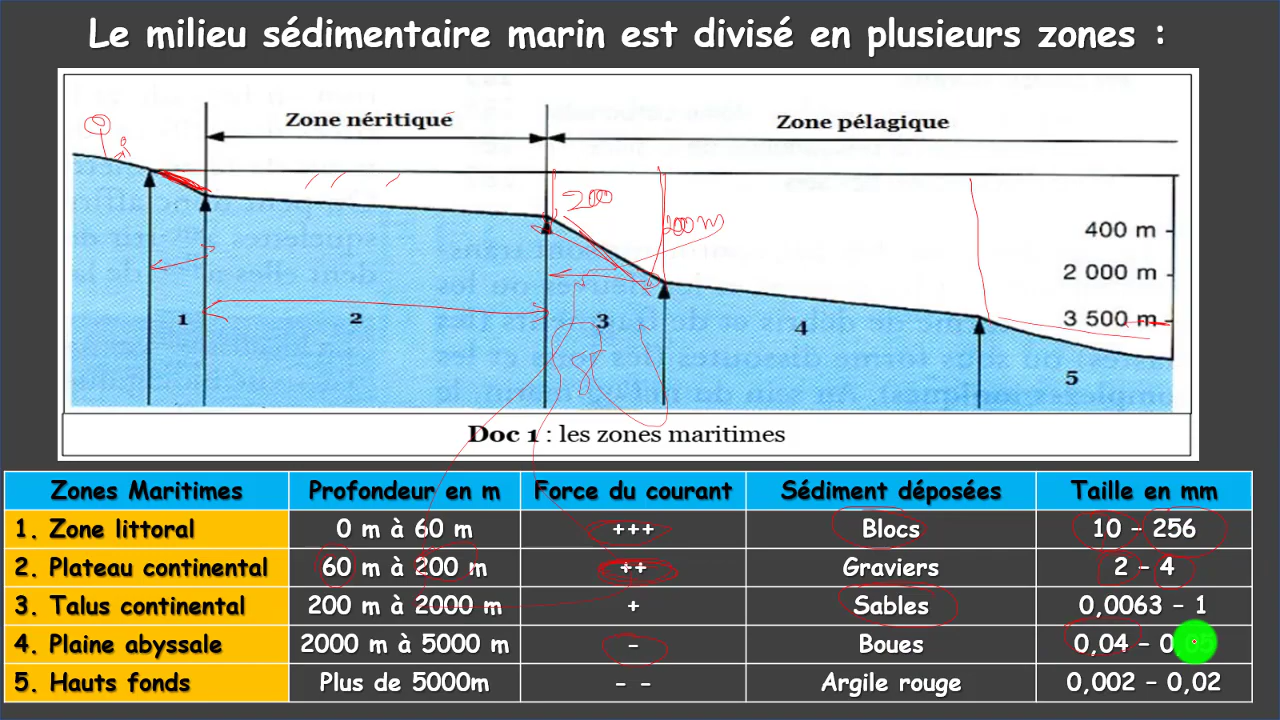 Le milieu sédimentaire marin est divisé en plusieurs zones :
Zone néritique
Zone pélagique
200
200 m
400 m
2 000 m
3 500 m
1
2
3
4
5
Doc 1 : les zones maritimes
Zones Maritimes Profondeur en m Force du courant Sédiment déposées Taille en mm
1. Zone littoral 0 m à 60 m +++ Blocs 10 - 256
2. Plateau continental 60 m à 200 m ++ Graviers 2 - 4
3. Talus continental 200 m à 2000 m + Sables 0,0063 - 1
4. Plaine abyssale 2000 m à 5000 m - Boues 0,04 -
5. Hauts fonds Plus de 5000m - - Argile rouge 0,002 - 0,02